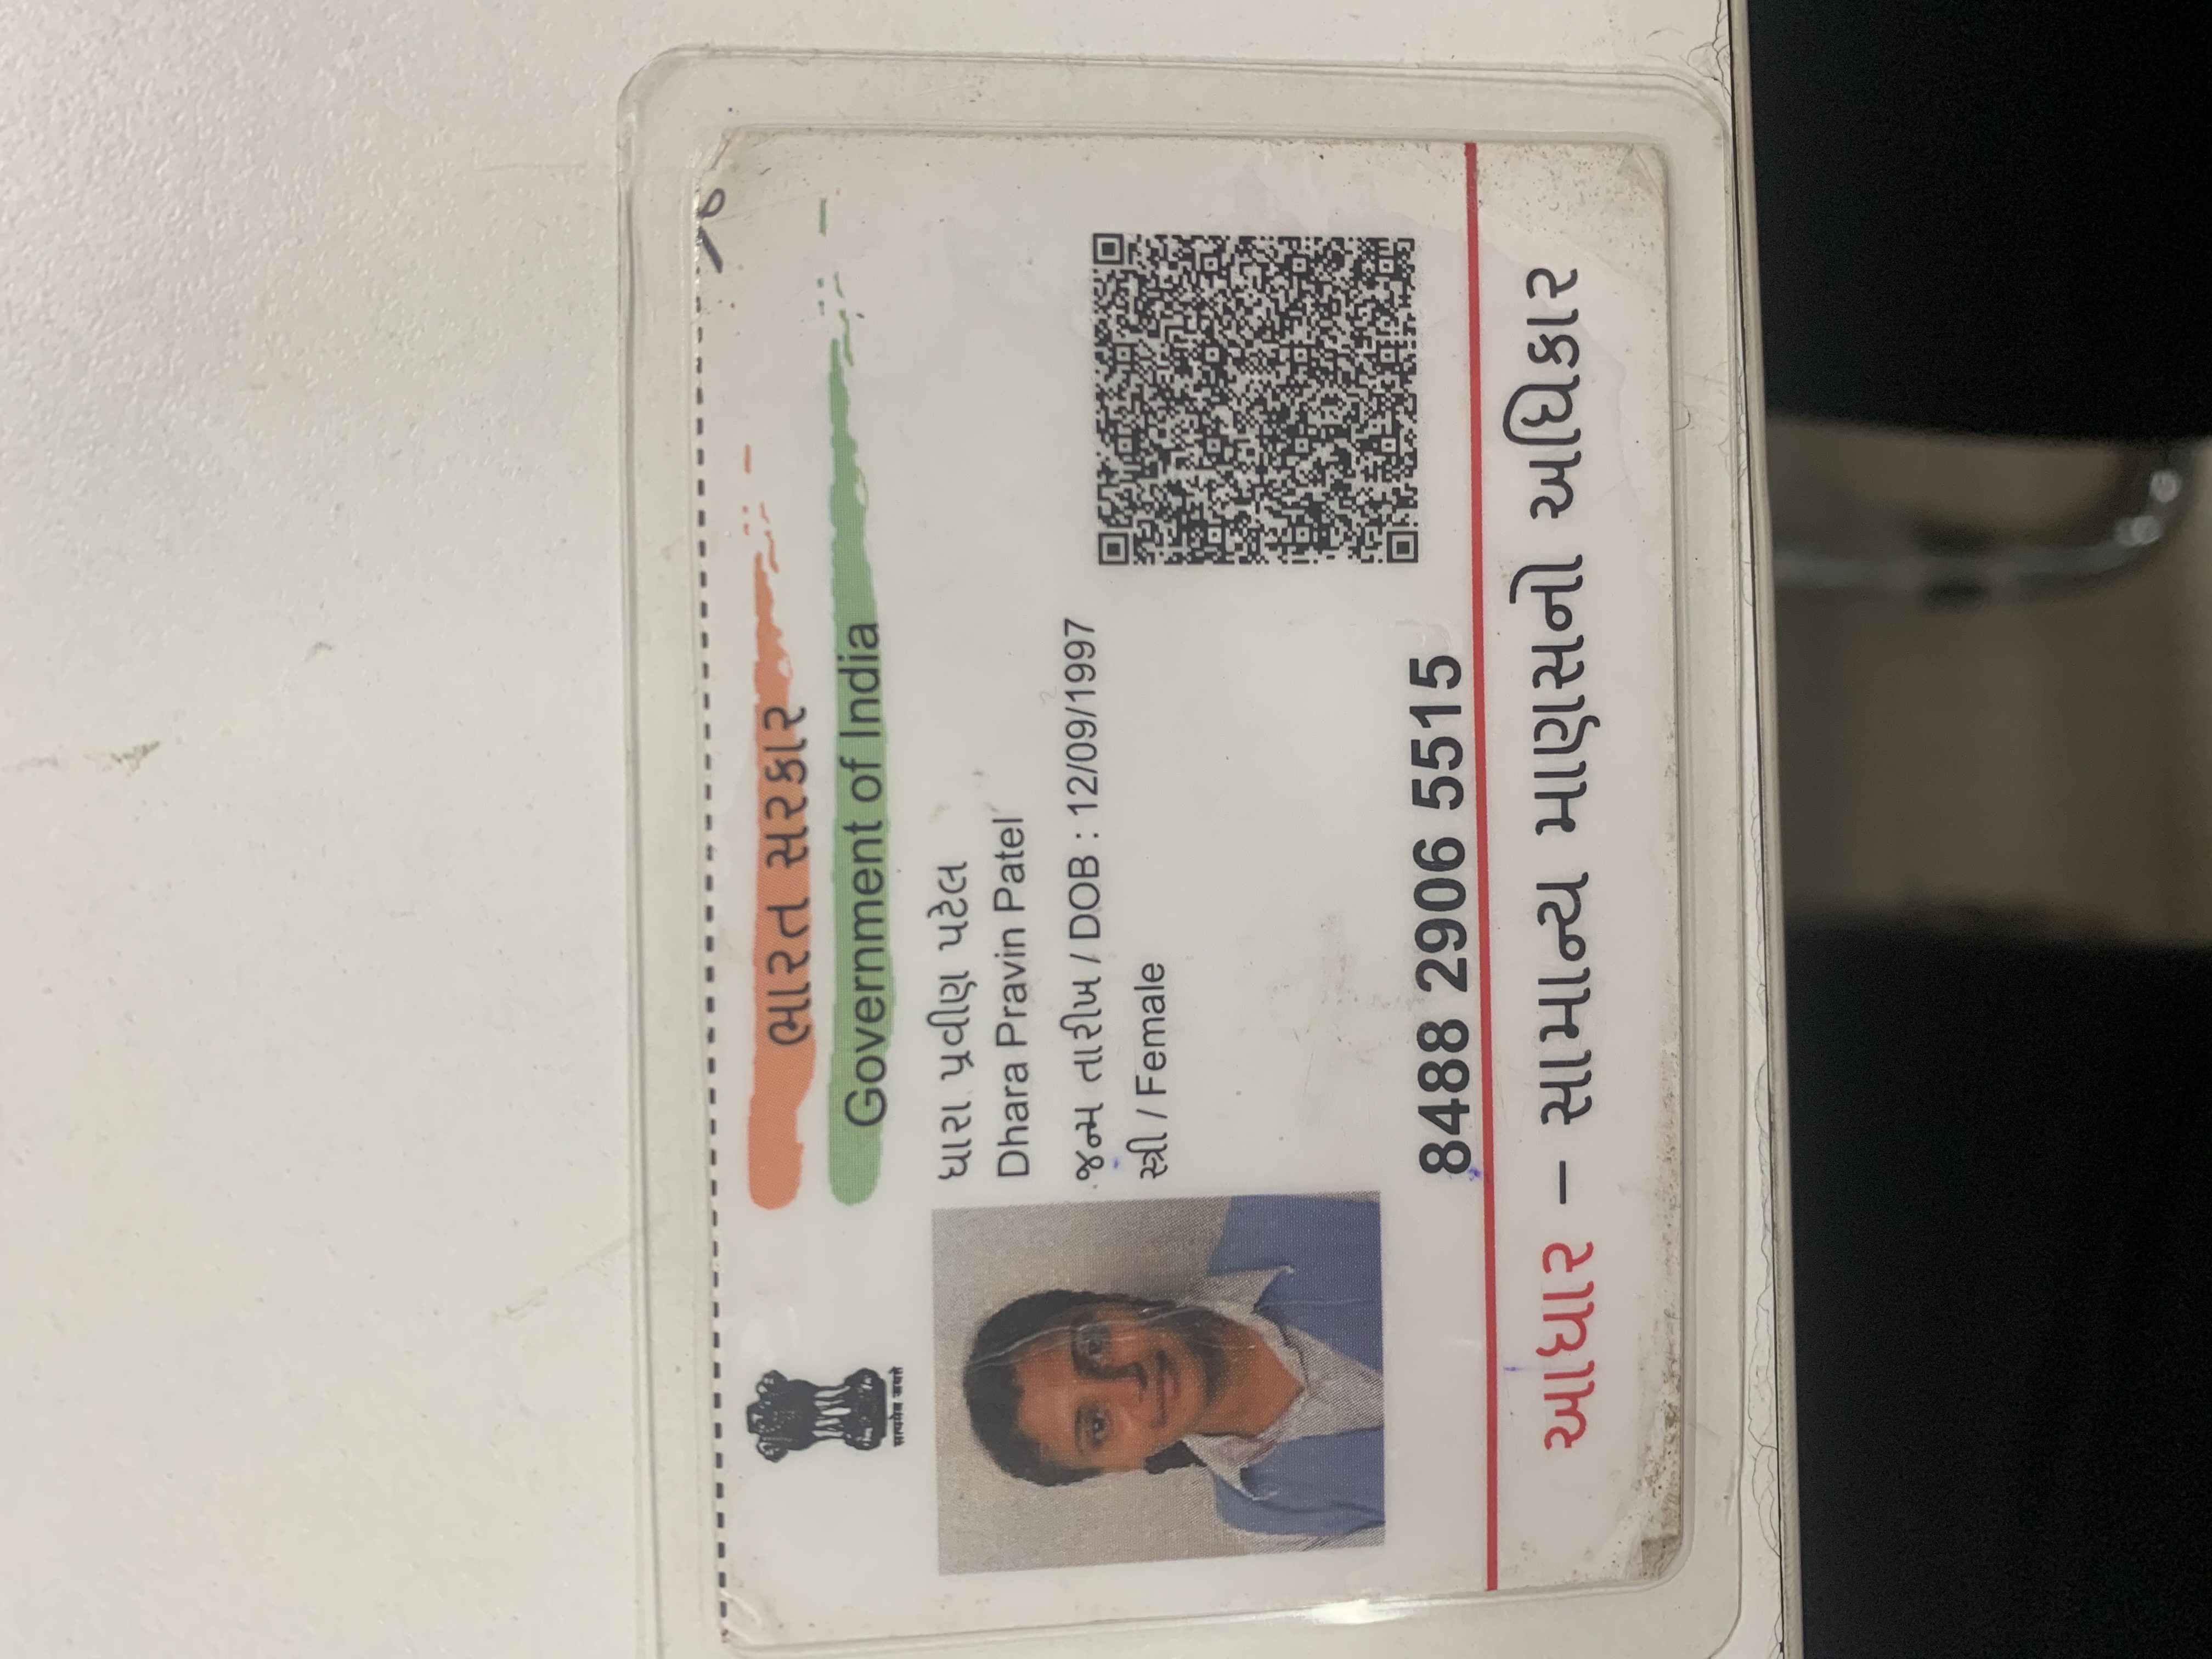 ભારત સરકાર
Government of India
सत्यमेव जयते
ધારા પ્રવીણ પટેલ
Dhara Pravin Patel
જન્મ તારીખ / DOB : 12/09/1997
સ્ત્રી / Female
8488 2906 5515
આધાર – સામાન્ય માણસનો અધિકાર